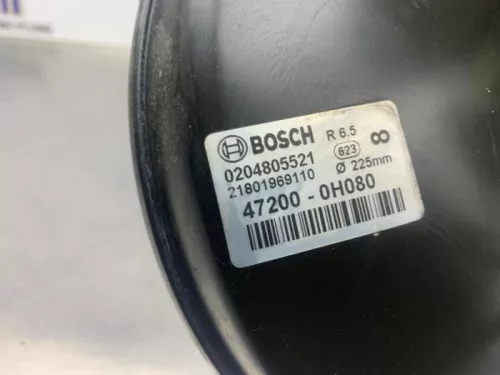 BOSCH R 6.5 ∞
0204805521 623
21801969110 Ø 225mm
47200 - 0H080